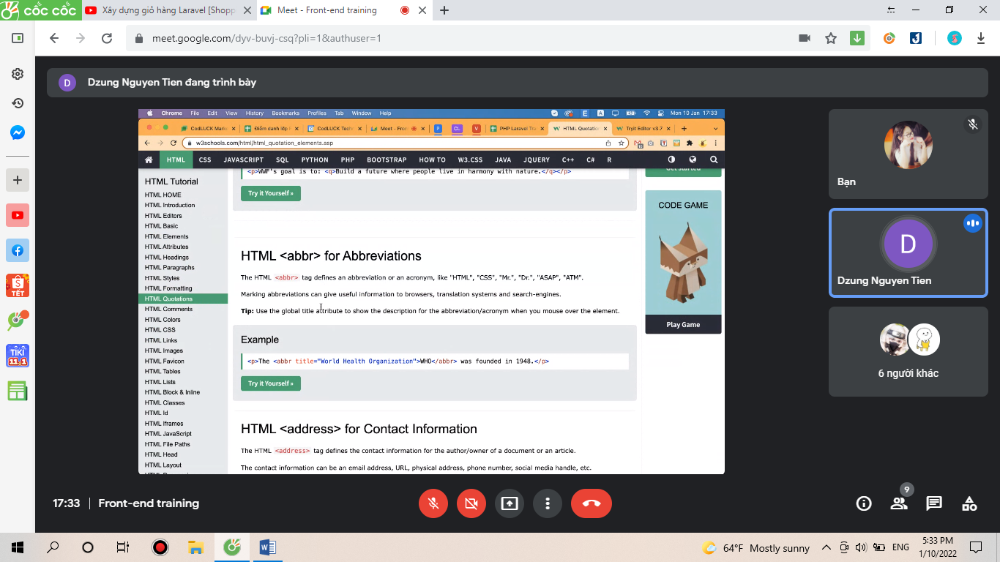 cốc cốc
Xây dựng giỏ hàng Laravel [Shopp
Meet - Front-end training
meet.google.com/dyv-buvj-csq?pli=1&authuser=1
D
Dzung Nguyen Tien đang trình bày
Chrome File Edit View History Bookmarks Profiles Tab Window Help
Mon 10 Jan 17:33
CodLUCK Marke
Điểm danh lớp
CodLUCK Tech
Meet - Fron
P
CL
V
PHP Laravel Tra
HTML Quotatio
Tryit Editor v3.7
w3schools.com/html/html_quotation_elements.asp
HTML CSS JAVASCRIPT SQL PYTHON PHP BOOTSTRAP HOW TO W3.CSS JAVA JQUERY C++ C# R
HTML Tutorial
HTML HOME
HTML Introduction
HTML Editors
HTML Basic
HTML Elements
HTML Attributes
HTML Headings
HTML Paragraphs
HTML Styles
HTML Formatting
HTML Quotations
HTML Comments
HTML Colors
HTML CSS
HTML Links
HTML Images
HTML Favicon
HTML Tables
HTML Lists
HTML Block & Inline
HTML Classes
HTML Id
HTML Iframes
HTML JavaScript
HTML File Paths
HTML Head
HTML Layout
<p>WWF's goal is to: <q>Build a future where people live in harmony with nature.</q></p>
Try it Yourself »
HTML <abbr> for Abbreviations
The HTML <abbr> tag defines an abbreviation or an acronym, like "HTML", "CSS", "Mr.", "Dr.", "ASAP", "ATM".
Marking abbreviations can give useful information to browsers, translation systems and search-engines.
Tip: Use the global title attribute to show the description for the abbreviation/acronym when you mouse over the element.
Example
<p>The <abbr title="World Health Organization">WHO</abbr> was founded in 1948.</p>
Try it Yourself »
HTML <address> for Contact Information
The HTML <address> tag defines the contact information for the author/owner of a document or an article.
The contact information can be an email address, URL, physical address, phone number, social media handle, etc.
Get started
CODE GAME
Play Game
Bạn
D
Dzung Nguyen Tien
6 người khác
TẾT
TIKI
11.1
17:33 | Front-end training
9
64°F Mostly sunny
ENG
5:33 PM
1/10/2022